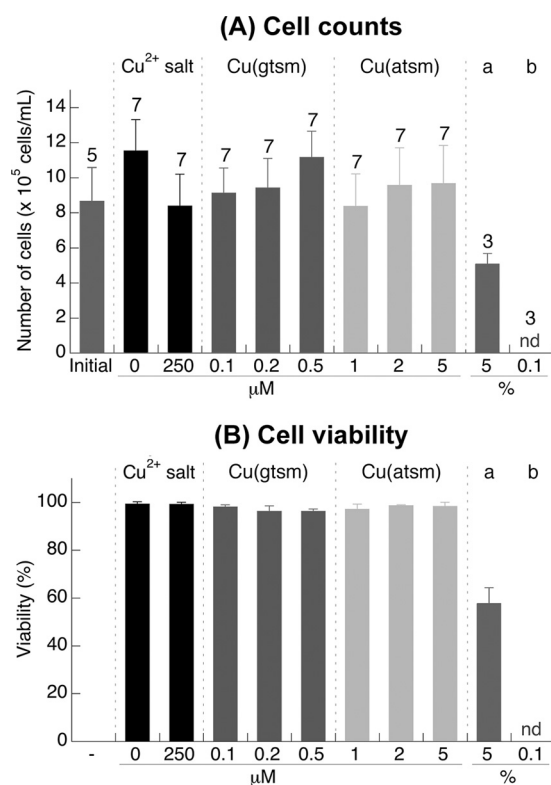 (A) Cell counts
Cu2+ salt Cu(gtsm) Cu(atsm) a b
Number of cells (x 10^5 cells/mL)
14
12
10
8
6
4
2
0
5 7 7 7 7 7 7 7 7 3 3
nd
Initial 0 250 0.1 0.2 0.5 1 2 5 5 0.1
μM %
(B) Cell viability
Cu2+ salt Cu(gtsm) Cu(atsm) a b
Viability (%)
100
80
60
40
20
0
nd
- 0 250 0.1 0.2 0.5 1 2 5 5 0.1
μM %